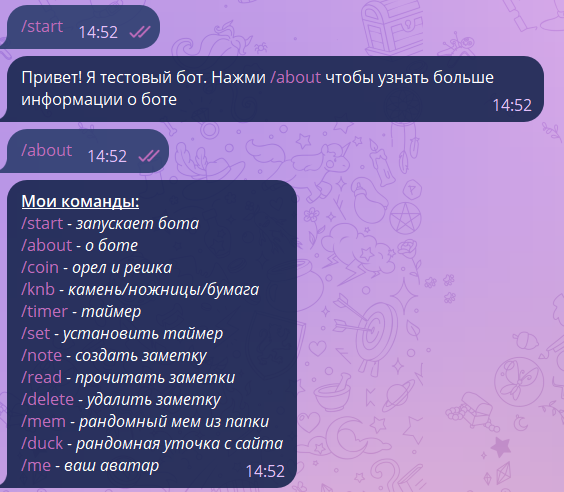 /start 14:52
Привет! Я тестовый бот. Нажми /about чтобы узнать больше
информации о боте
14:52
/about 14:52
Мои команды:
/start - запускает бота
/about - о боте
/coin - орел и решка
/knb - камень/ножницы/бумага
/timer - таймер
/set - установить таймер
/note - создать заметку
/read - прочитать заметки
/delete - удалить заметку
/mem - рандомный мем из папки
/duck - рандомная уточка с сайта
/me - ваш аватар
14:52